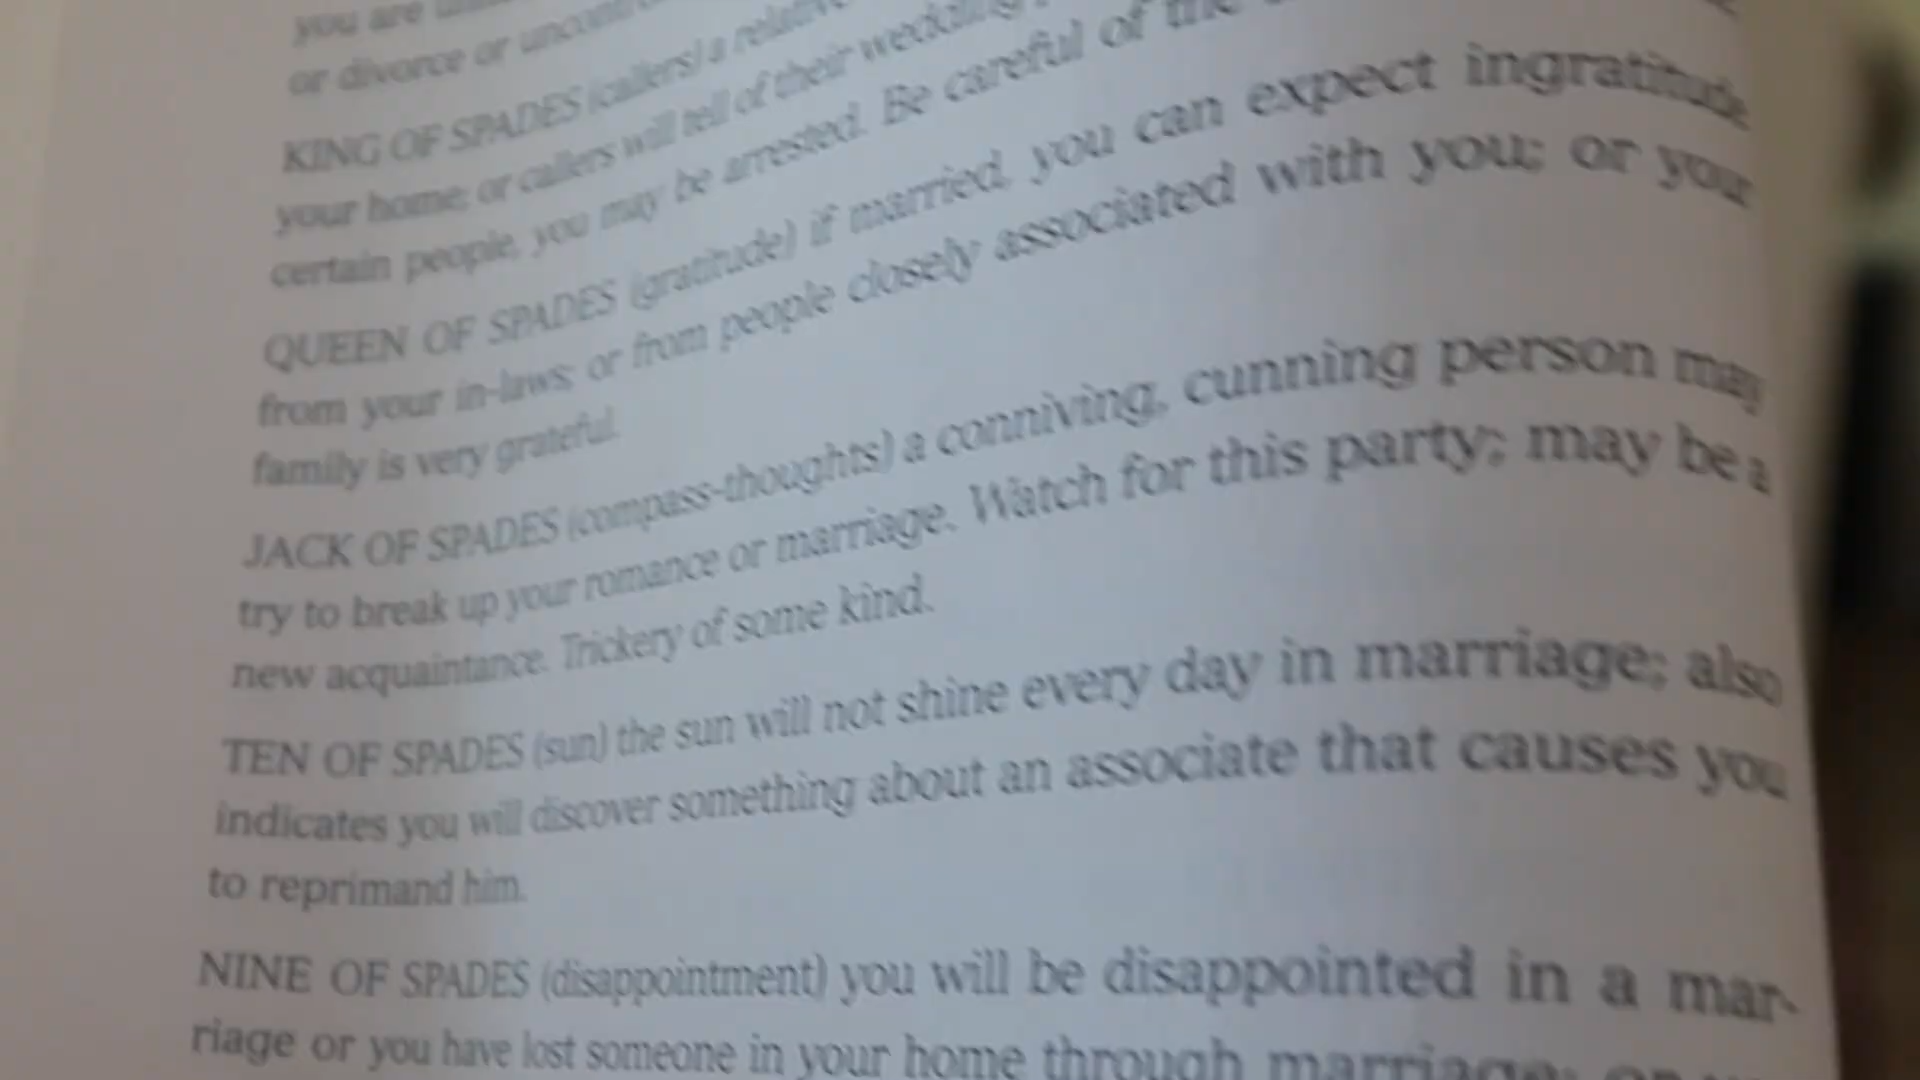 you are
or divorce or
KING OF SPADES (callers) a relative
your home; or callers will tell of their wedding
certain people, you may be arrested. Be careful of the
QUEEN OF SPADES (gratitude) if married, you can expect ingratitude
from your in-laws; or from people closely associated with you; or your
family is very grateful.
JACK OF SPADES (compass-thoughts) a conniving, cunning person may
try to break up your romance or marriage. Watch for this party; may be a
new acquaintance. Trickery of some kind.
TEN OF SPADES (sun) the sun will not shine every day in marriage; also
indicates you will discover something about an associate that causes you
to reprimand him.
NINE OF SPADES (disappointment) you will be disappointed in a mar-
riage or you have lost someone in your home through marriage; or